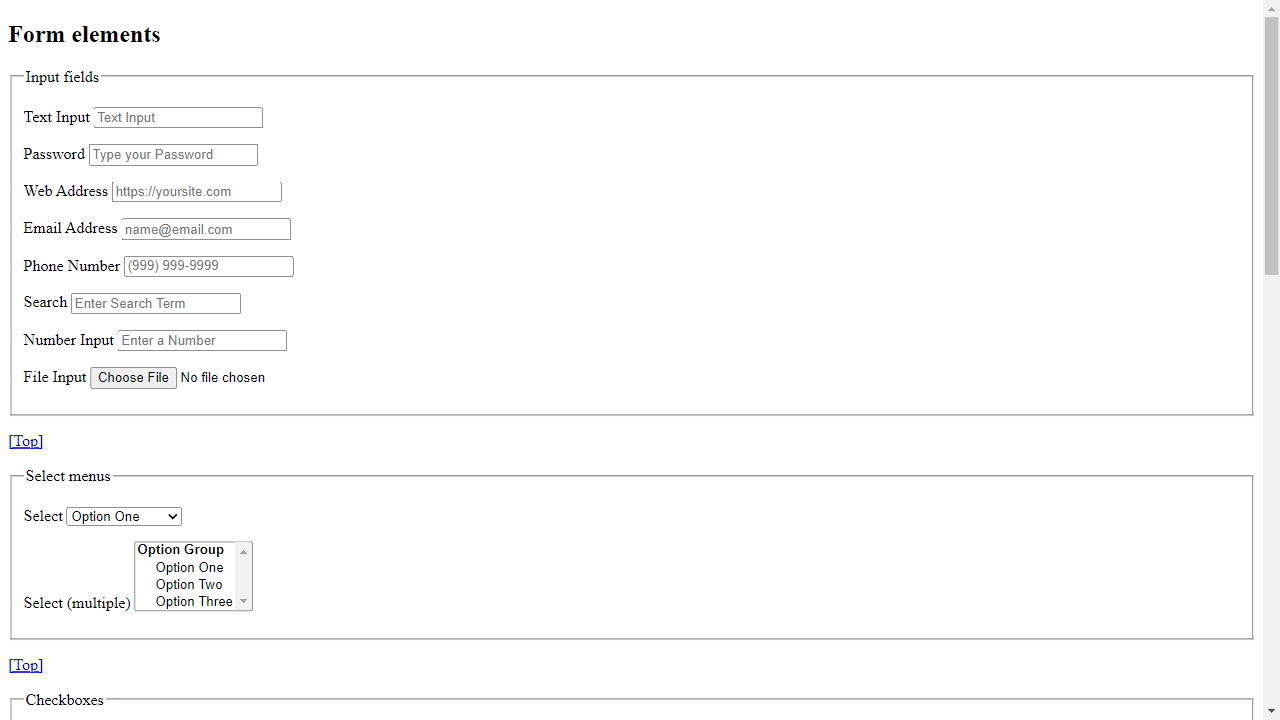 Form elements
Input fields
Text Input Text Input
Password Type your Password
Web Address https://yoursite.com
Email Address name@email.com
Phone Number (999) 999-9999
Search Enter Search Term
Number Input Enter a Number
File Input Choose File No file chosen
[Top]
Select menus
Select Option One
Option Group
Option One
Option Two
Select (multiple) Option Three
[Top]
Checkboxes